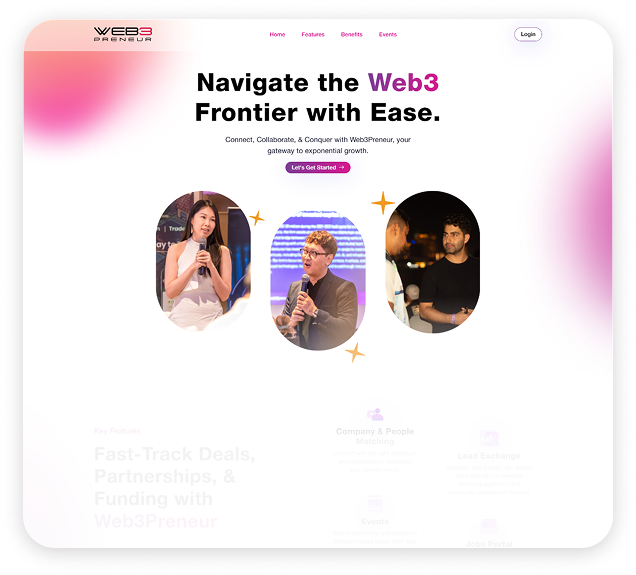 WEB3
PRENEUR
Home Features Benefits Events
Login
Navigate the Web3
Frontier with Ease.
Connect, Collaborate, & Conquer with Web3Preneur, your
gateway to exponential growth.
Let's Get Started →
Key Features
Fast-Track Deals,
Partnerships, &
Funding with
Web3Preneur
Company & People
Matching
Lead Exchange
Events
Jobs Portal